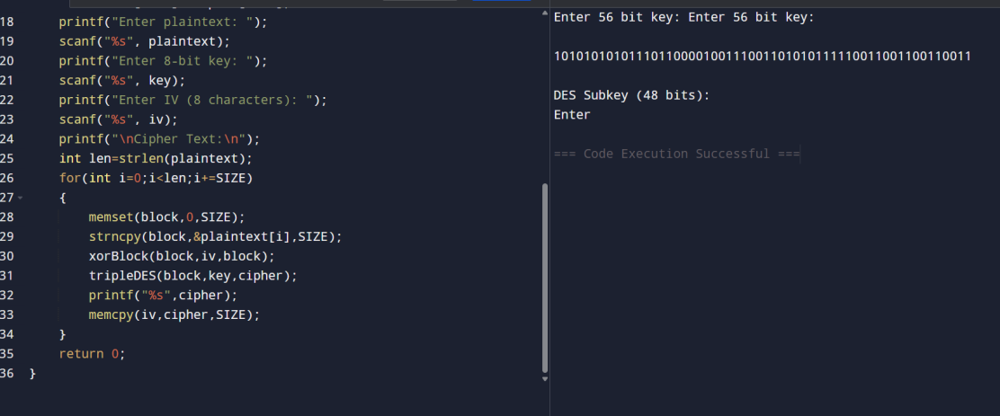 18 printf("Enter plaintext: ");
19 scanf("%s", plaintext);
20 printf("Enter 8-bit key: ");
21 scanf("%s", key);
22 printf("Enter IV (8 characters): ");
23 scanf("%s", iv);
24 printf("\nCipher Text:\n");
25 int len=strlen(plaintext);
26 for(int i=0;i<len;i+=SIZE)
27 {
28 memset(block,0,SIZE);
29 strncpy(block,&plaintext[i],SIZE);
30 xorBlock(block,iv,block);
31 tripleDES(block,key,cipher);
32 printf("%s",cipher);
33 memcpy(iv,cipher,SIZE);
34 }
35 return 0;
36 }
Enter 56 bit key: Enter 56 bit key:
10101010101110110000100111001101010111110011001100110011
DES Subkey (48 bits):
Enter
=== Code Execution Successful ===